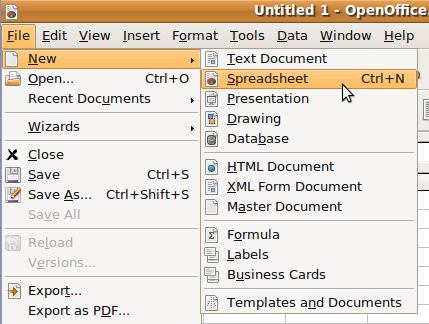 Untitled 1 - OpenOffice.
File Edit View Insert Format Tools Data Window Help
New
Open... Ctrl+O
Recent Documents
Wizards
Close
Save Ctrl+S
Save As... Ctrl+Shift+S
Save All
Reload
Versions...
Export...
Export as PDF...
Text Document
Spreadsheet Ctrl+N
Presentation
Drawing
Database
HTML Document
XML Form Document
Master Document
Formula
Labels
Business Cards
Templates and Documents